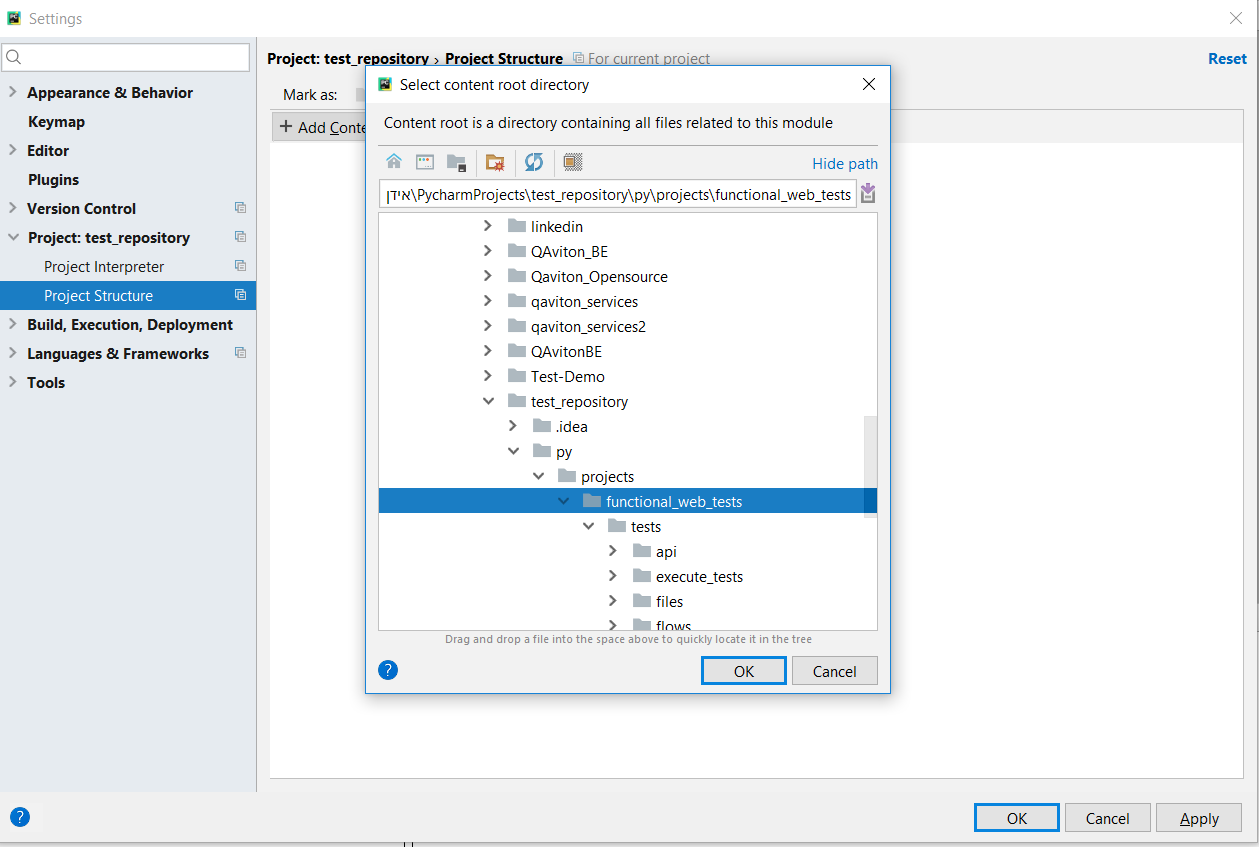 Settings
Project: test_repository › Project Structure
For current project
Reset
Appearance & Behavior
Keymap
Editor
Plugins
Version Control
Project: test_repository
Project Interpreter
Project Structure
Build, Execution, Deployment
Languages & Frameworks
Tools
Mark as:
+ Add Conte
Select content root directory
Content root is a directory containing all files related to this module
Hide path
אידן\PycharmProjects\test_repository\py\projects\functional_web_tests
linkedin
QAviton_BE
Qaviton_Opensource
qaviton_services
qaviton_services2
QAvitonBE
Test-Demo
test_repository
.idea
py
projects
functional_web_tests
tests
api
execute_tests
files
flows
Drag and drop a file into the space above to quickly locate it in the tree
?
OK
Cancel
?
OK
Cancel
Apply